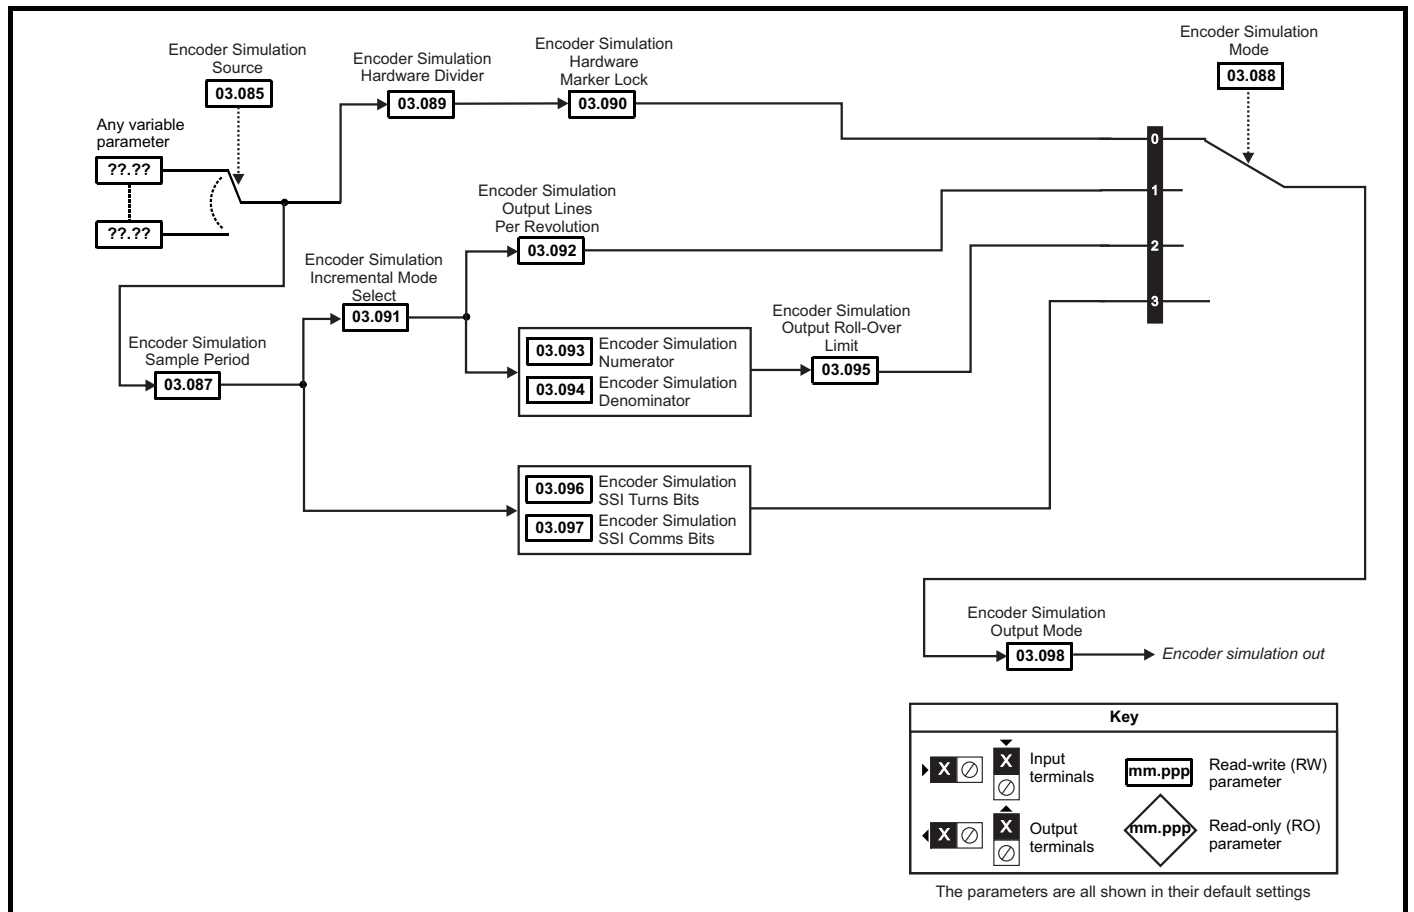 Encoder Simulation
Source
03.085
Encoder Simulation
Hardware Divider
03.089
Encoder Simulation
Hardware
Marker Lock
03.090
Encoder Simulation
Mode
03.088
Any variable
parameter
??.??
??.??
0
1
2
3
Encoder Simulation
Output Lines
Per Revolution
03.092
Encoder Simulation
Incremental Mode
Select
03.091
Encoder Simulation
Sample Period
03.087
03.093
Encoder Simulation
Numerator
03.094
Encoder Simulation
Denominator
Encoder Simulation
Output Roll-Over
Limit
03.095
03.096
Encoder Simulation
SSI Turns Bits
03.097
Encoder Simulation
SSI Comms Bits
Encoder Simulation
Output Mode
03.098
Encoder simulation out
Key
X
X
Input
terminals
mm.ppp
Read-write (RW)
parameter
X
X
Output
terminals
mm.ppp
Read-only (RO)
parameter
The parameters are all shown in their default settings